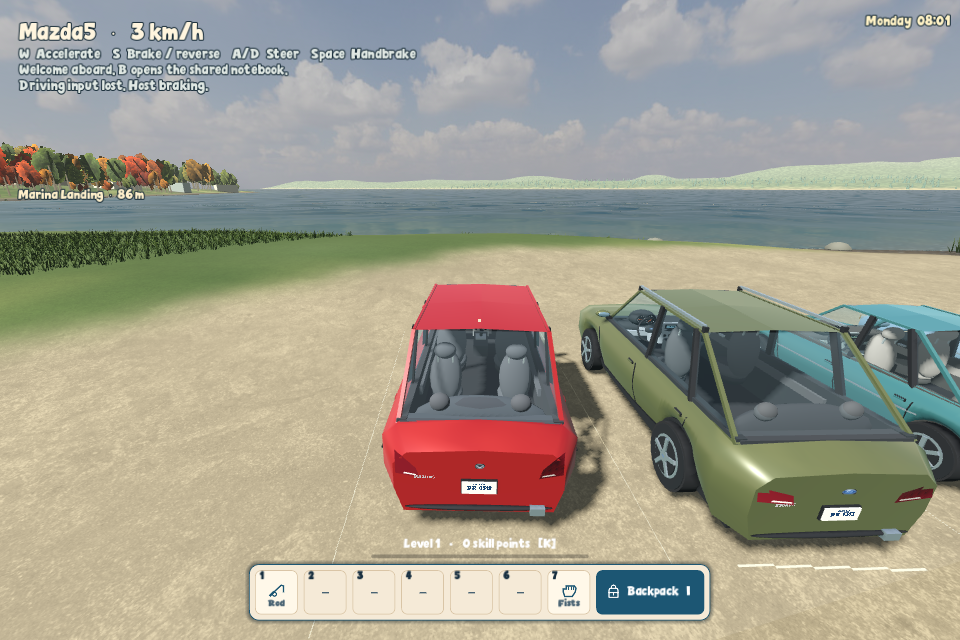 Mazda5 · 3 km/h
Monday 08:01
W Accelerate S Brake / reverse A/D Steer Space Handbrake
Welcome aboard, B opens the shared notebook.
Driving input lost. Host braking.
Marina Landing · 86 m
Level 1 · 0 skill points [K]
1 2 3 4 5 6 7
Rod – – – – – Fists
Backpack 1